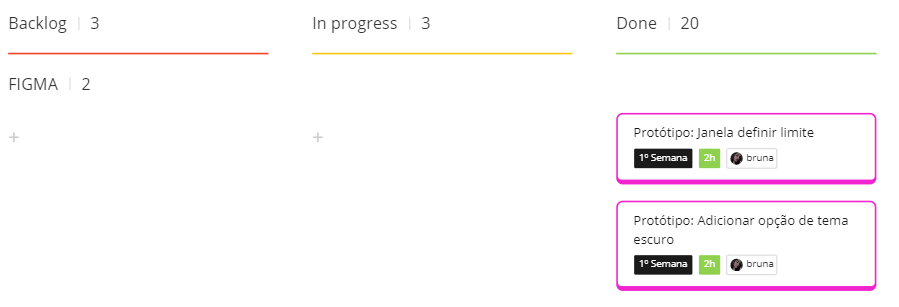 Backlog | 3
In progress | 3
Done | 20
FIGMA | 2
+
+
Protótipo: Janela definir limite
1º Semana 2h bruna
Protótipo: Adicionar opção de tema
escuro
1º Semana 2h bruna